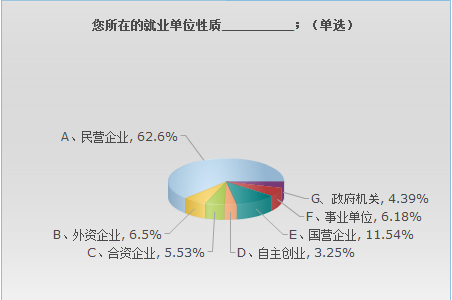 您所在的就业单位性质__________；（单选）
A、民营企业, 62.6%
G、政府机关, 4.39%
F、事业单位, 6.18%
B、外资企业, 6.5%
E、国营企业, 11.54%
C、合资企业, 5.53%
D、自主创业, 3.25%